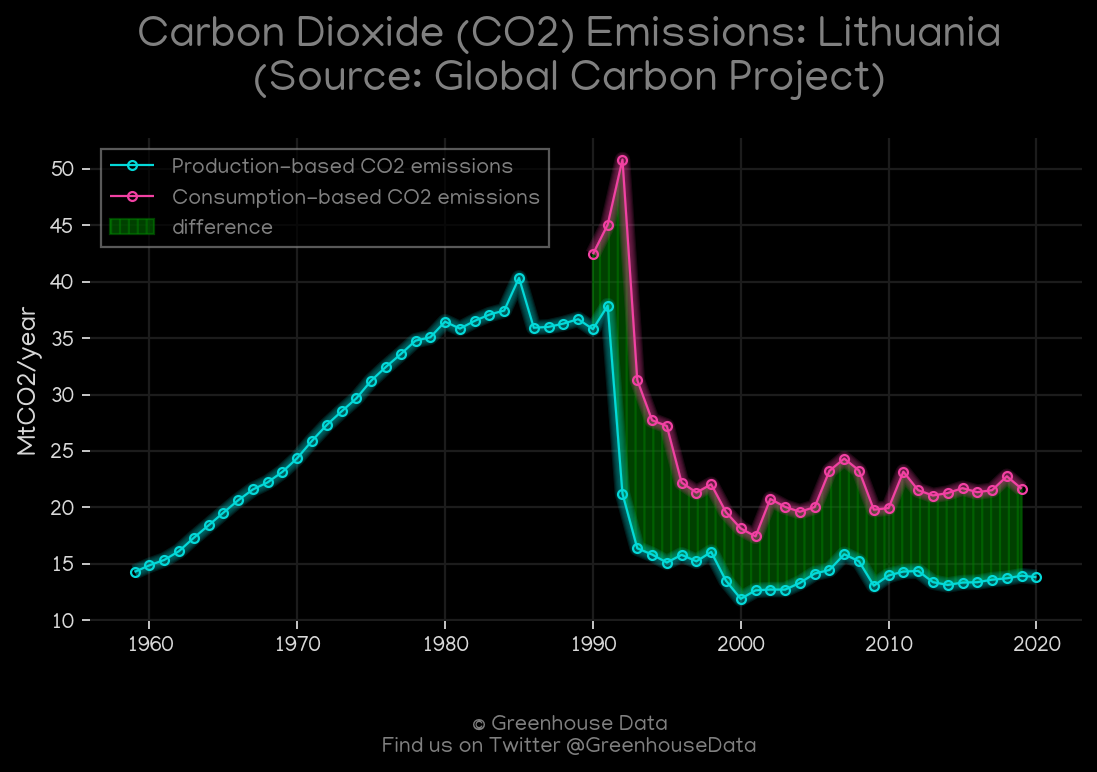 Carbon Dioxide (CO2) Emissions: Lithuania
(Source: Global Carbon Project)
Production-based CO2 emissions
Consumption-based CO2 emissions
difference
MtCO2/year
50
45
40
35
30
25
20
15
10
1960 1970 1980 1990 2000 2010 2020
© Greenhouse Data
Find us on Twitter @GreenhouseData